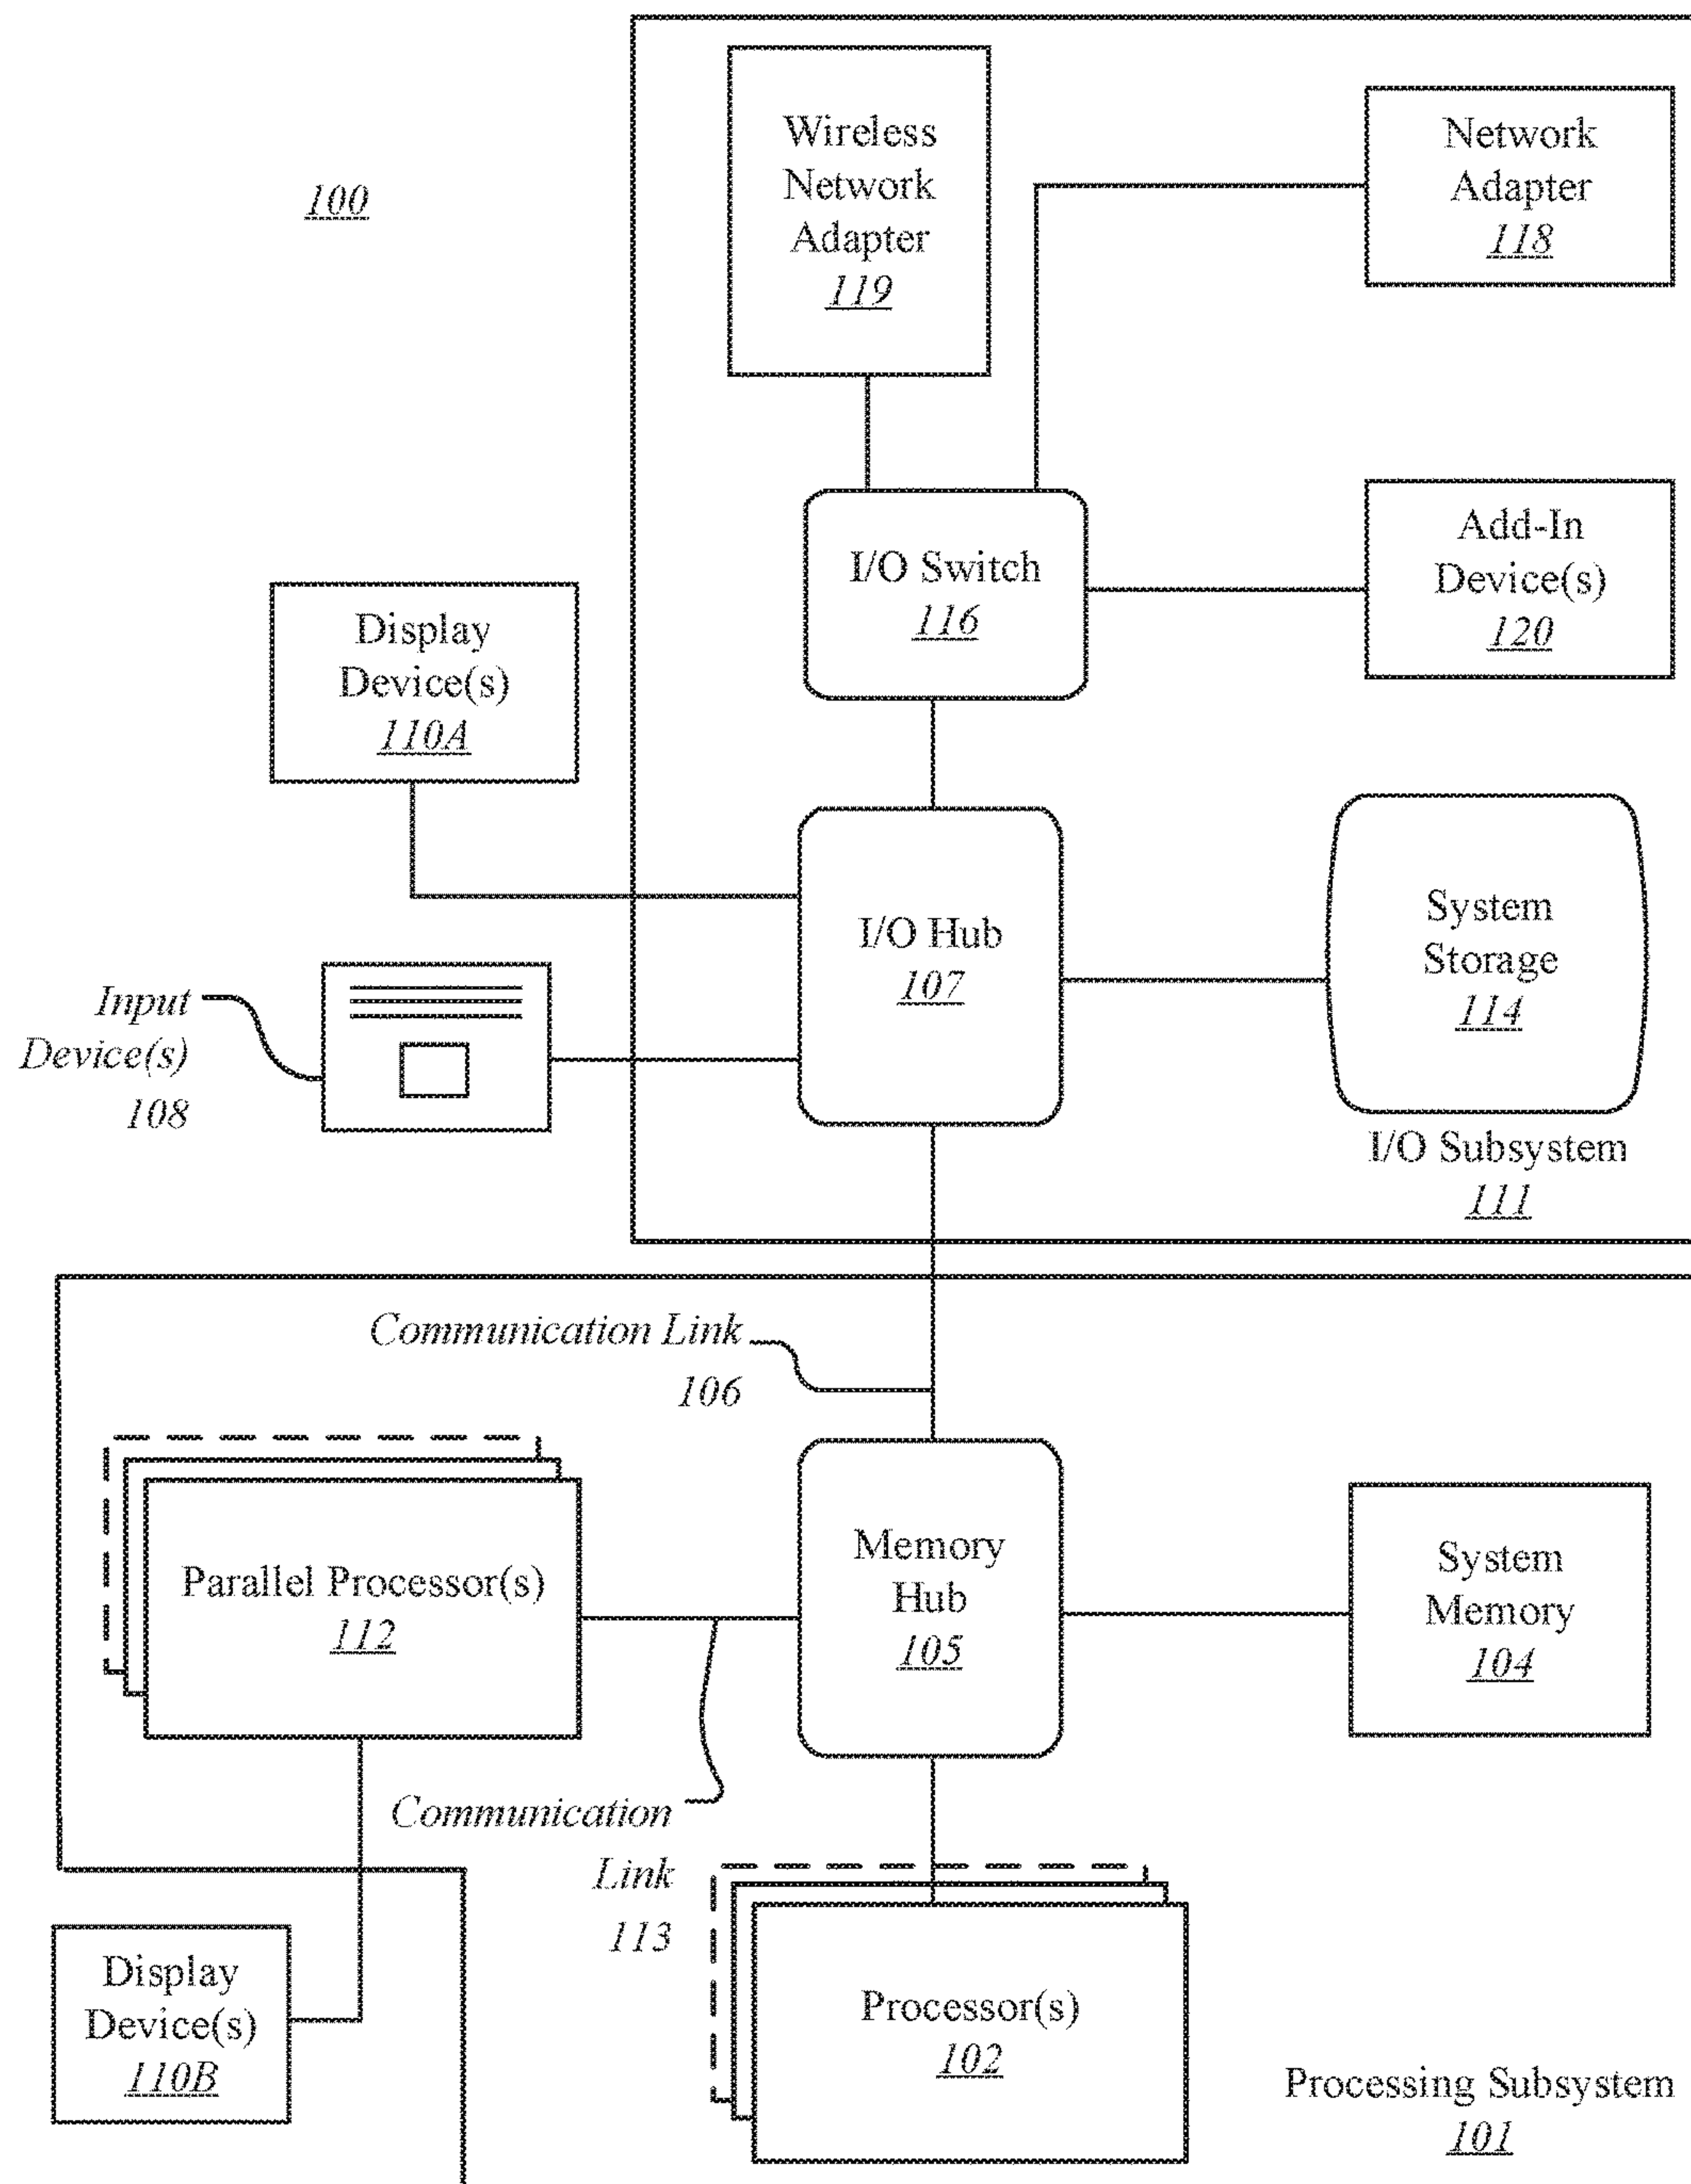 100
Wireless
Network
Adapter
119
Network
Adapter
118
I/O Switch
116
Add-In
Device(s)
120
Display
Device(s)
110A
I/O Hub
107
System
Storage
114
Input
Device(s)
108
I/O Subsystem
111
Communication Link
106
Parallel Processor(s)
112
Memory
Hub
105
System
Memory
104
Communication
Link
113
Display
Device(s)
110B
Processor(s)
102
Processing Subsystem
101